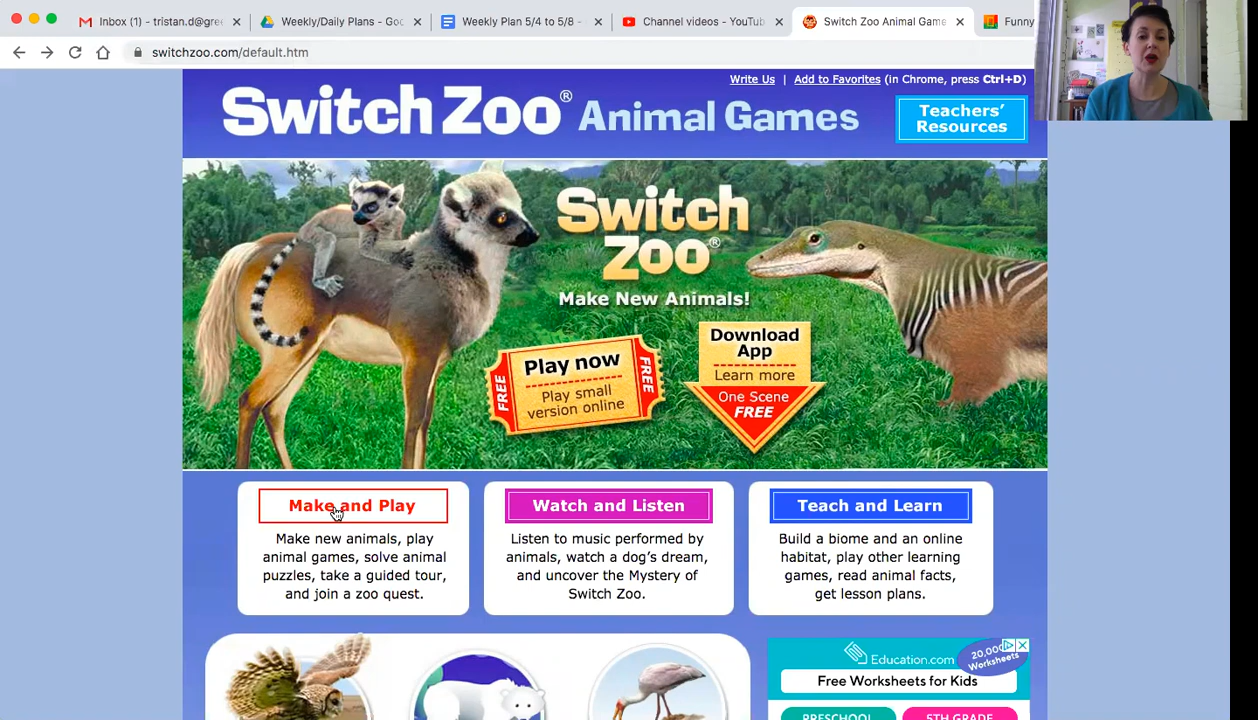 Inbox (1) - tristan.d@gree
Weekly/Daily Plans - Goo
Weekly Plan 5/4 to 5/8 -
Channel videos - YouTub
Switch Zoo Animal Game
Funny
switchzoo.com/default.htm
Write Us | Add to Favorites (in Chrome, press Ctrl+D)
Switch Zoo® Animal Games
Teachers'
Resources
Switch
Zoo®
Make New Animals!
FREE
Play now
Play small
version online
FREE
Download
App
Learn more
One Scene
FREE
Make and Play
Make new animals, play
animal games, solve animal
puzzles, take a guided tour,
and join a zoo quest.
Watch and Listen
Listen to music performed by
animals, watch a dog's dream,
and uncover the Mystery of
Switch Zoo.
Teach and Learn
Build a biome and an online
habitat, play other learning
games, read animal facts,
get lesson plans.
Education.com
20,000
Worksheets
Free Worksheets for Kids
PRESCHOOL
5TH GRADE